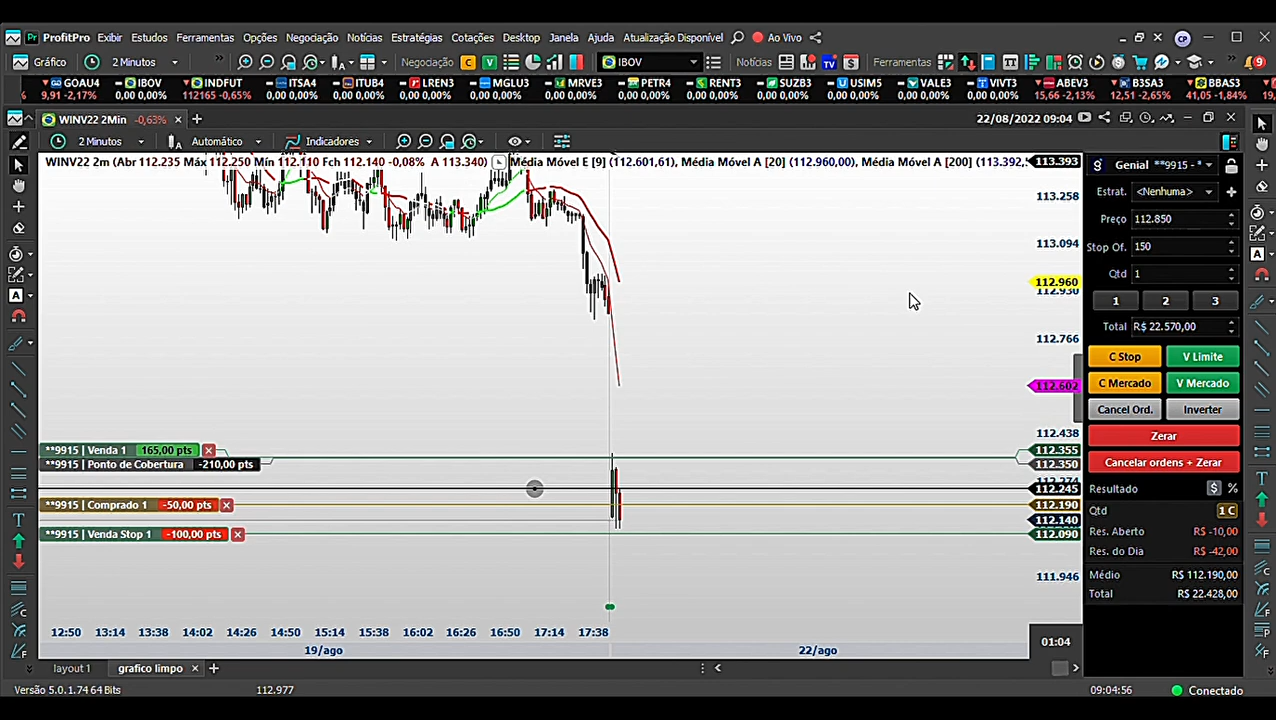 ProfitPro Exibir Estudos Ferramentas Opções Negociação Notícias Estratégias Cotações Desktop Janela Ajuda Atualização Disponível Ao Vivo CP
Gráfico 2 Minutos Negociação C V IBOV Notícias TV $ Ferramentas 9
GOAU4 IBOV INDFUT ITSA4 ITUB4 LREN3 MGLU3 MRVE3 PETR4 RENT3 SUZB3 USIM5 VALE3 VIVT3 ABEV3 B3SA3 BBAS3
9,91 -2,17% 0,00 0,00% 112165 -0,65% 0,00 0,00% 0,00 0,00% 0,00 0,00% 0,00 0,00% 0,00 0,00% 0,00 0,00% 0,00 0,00% 0,00 0,00% 0,00 0,00% 0,00 0,00% 0,00 0,00% 15,66 -2,13% 12,51 -2,65% 41,05 -1,84%
WINV22 2Min -0,63% 22/08/2022 09:04
2 Minutos Automático Indicadores
WINV22 2m (Abr 112.235 Máx 112.250 Mín 112.110 Fch 112.140 -0,08% A 113.340) Média Móvel E [9] (112.601,61), Média Móvel A [20] (112.960,00), Média Móvel A [200] (113.392,
113.393
113.258
113.094
112.960
112.930
112.766
112.602
112.438
112.355
112.350
112.274
112.245
112.190
112.140
112.090
111.946
**9915 | Venda 1 165,00 pts
**9915 | Ponto de Cobertura -210,00 pts
**9915 | Comprado 1 -50,00 pts
**9915 | Venda Stop 1 -100,00 pts
12:50 13:14 13:38 14:02 14:26 14:50 15:14 15:38 16:02 16:26 16:50 17:14 17:38 01:04
19/ago 22/ago
Genial **9915 - *
Estrat. <Nenhuma>
Preço 112.850
Stop Of. 150
Qtd 1
1 2 3
Total R$ 22.570,00
C Stop V Limite
C Mercado V Mercado
Cancel Ord. Inverter
Zerar
Cancelar ordens + Zerar
Resultado $ %
Qtd 1 C
Res. Aberto R$ -10,00
Res. do Dia R$ -42,00
Médio R$ 112.190,00
Total R$ 22.428,00
layout 1 grafico limpo
Versão 5.0.1.74 64 Bits 112.977 09:04:56 Conectado